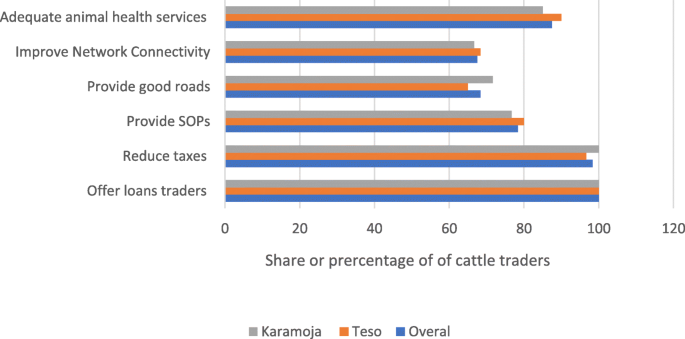 Adequate animal health services
Improve Network Connectivity
Provide good roads
Provide SOPs
Reduce taxes
Offer loans traders
0 20 40 60 80 100 120
Share or prercentage of of cattle traders
Karamoja Teso Overal